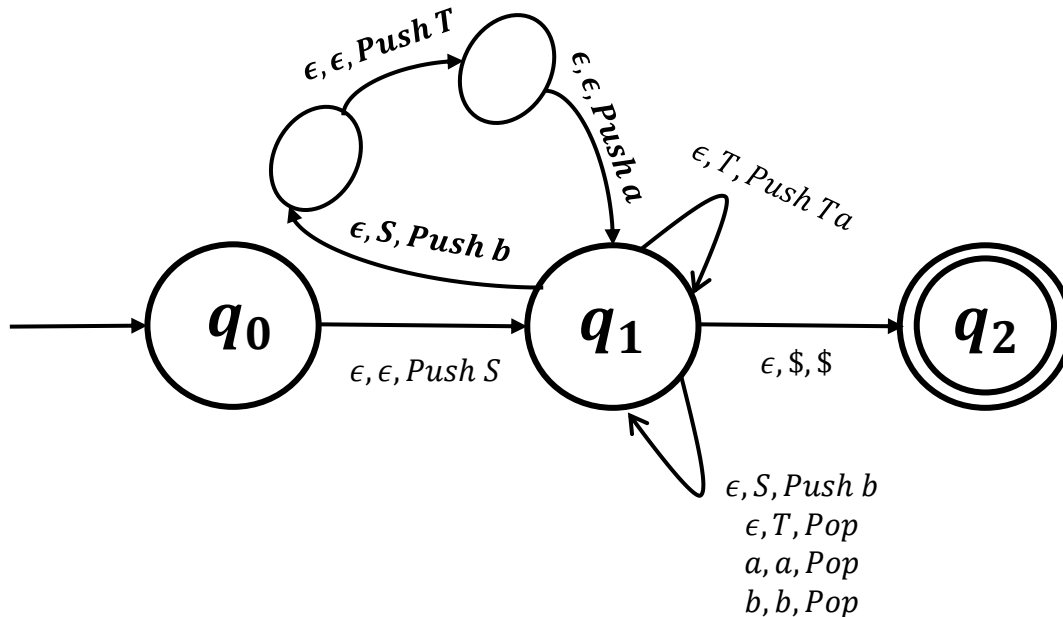 ϵ, ϵ, Push T
ϵ, ϵ, Push a
ϵ, T, Push Ta
ϵ, S, Push b
q₀
q₁
q₂
ϵ, ϵ, Push S
ϵ, $, $
ϵ, S, Push b
ϵ, T, Pop
a, a, Pop
b, b, Pop